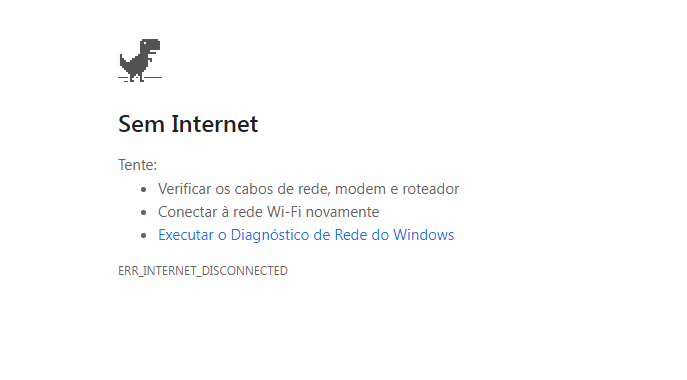 Sem Internet
Tente:
• Verificar os cabos de rede, modem e roteador
• Conectar à rede Wi-Fi novamente
• Executar o Diagnóstico de Rede do Windows
ERR_INTERNET_DISCONNECTED